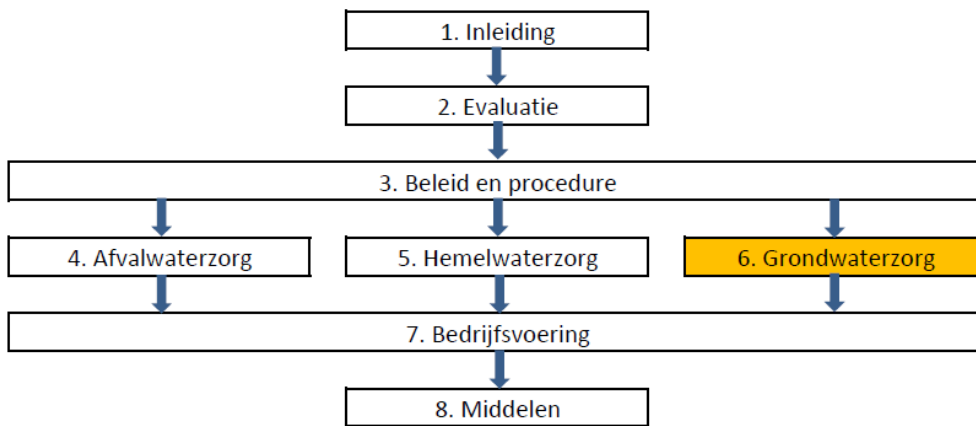 1. Inleiding
2. Evaluatie
3. Beleid en procedure
4. Afvalwaterzorg
5. Hemelwaterzorg
6. Grondwaterzorg
7. Bedrijfsvoering
8. Middelen